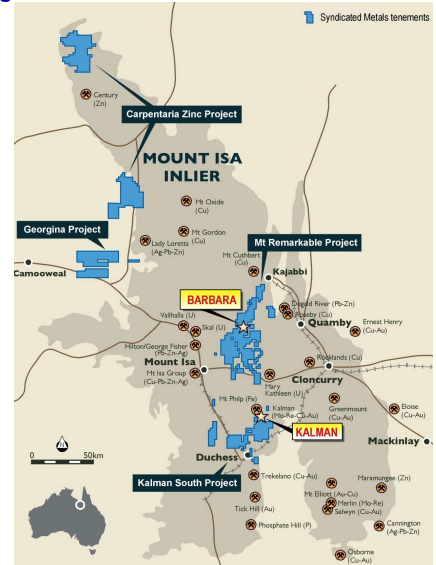 Syndicated Metals tenements
Century
(Zn)
Carpentaria Zinc Project
MOUNT ISA
INLIER
Mt Oxide
(Cu)
Georgina Project
Mt Gordon
(Cu)
Lady Loretta
(Ag-Pb-Zn)
Mt Remarkable Project
Mt Cuthbert
(Cu)
Kajabbi
Camooweal
BARBARA
Dugald River (Pb-Zn)
Roseby (Cu)
Valhalla (U)
Skal (U)
Quamby
Ernest Henry
(Cu-Au)
Hilton/George Fisher
(Pb-Zn-Ag)
Mount Isa
Mt Isa Group
(Cu-Pb-Zn-Ag)
Rocklands (Cu)
Cloncurry
Mary
Kathleen (U)
Mt Philp (Fe)
Kalman
(Mo-Re-Cu-Au)
Greenmount
(Cu-Au)
Eloise
(Cu-Au)
KALMAN
Mackinlay
0 50km
Duchess
Kalman South Project
Trekelano (Cu-Au)
Maramungee (Zn)
Mt Elliott (Au-Cu)
Merlin (Mo-Re)
Selwyn (Cu-Au)
Tick Hill (Au)
Phosphate Hill (P)
Cannington
(Ag-Pb-Zn)
Osborne
(Cu-Au)